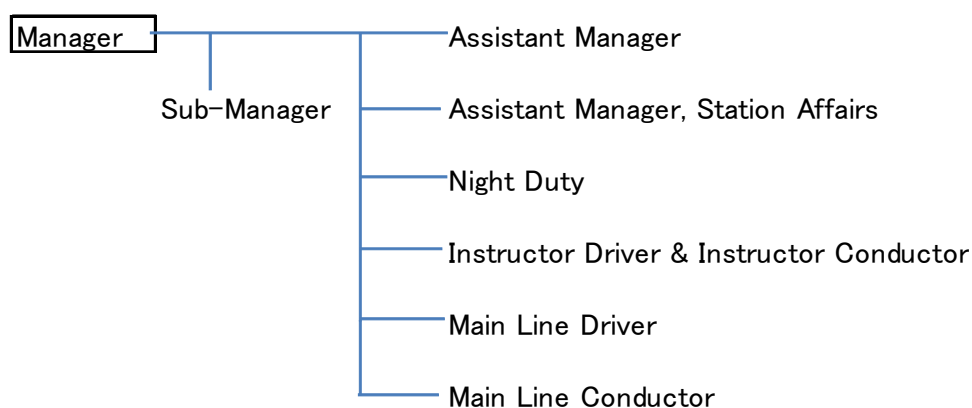 Manager
Assistant Manager
Sub-Manager
Assistant Manager, Station Affairs
Night Duty
Instructor Driver & Instructor Conductor
Main Line Driver
Main Line Conductor